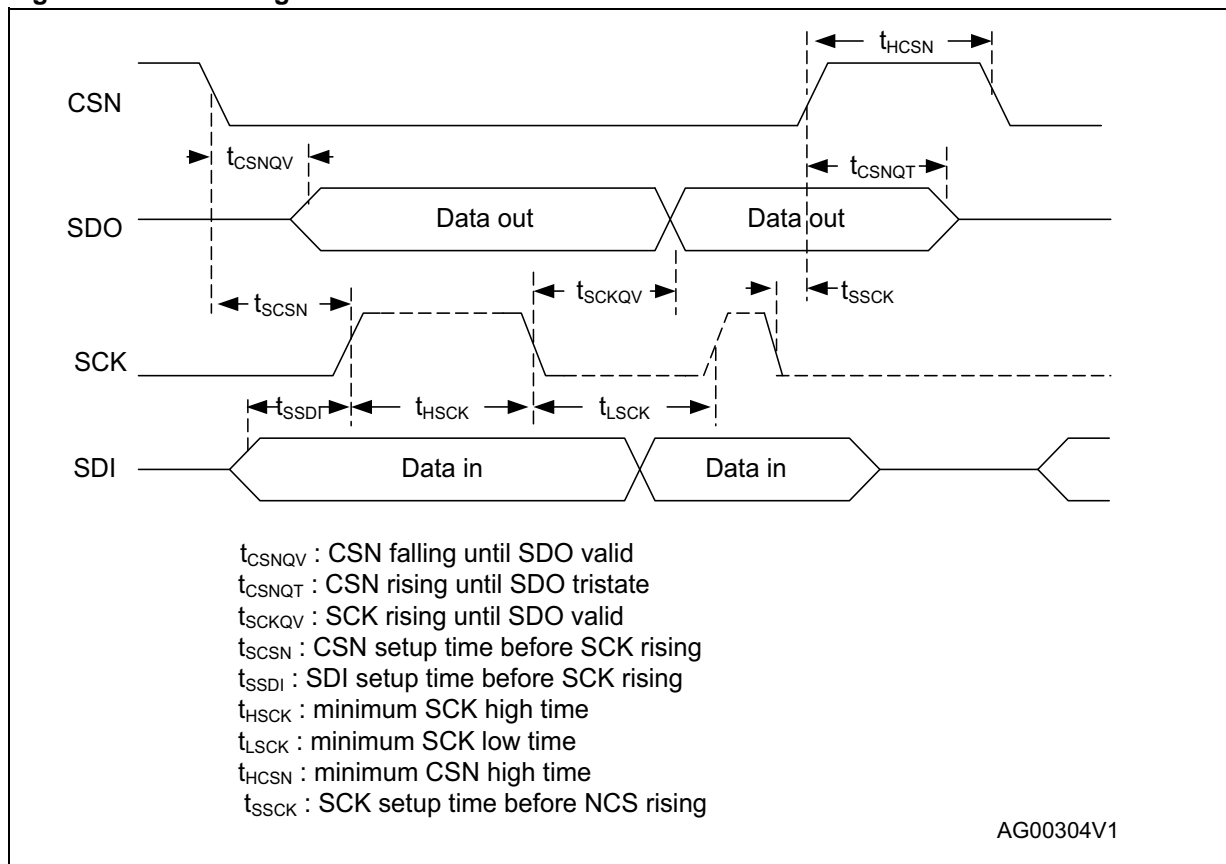 CSN
tHCSN
tCSNQV
tCSNQT
SDO
Data out
Data out
tSCSN
tSCKQV
tSSCK
SCK
tSSDI
tHSCK
tLSCK
SDI
Data in
Data in
tCSNQV : CSN falling until SDO valid
tCSNQT : CSN rising until SDO tristate
tSCKQV : SCK rising until SDO valid
tSCSN : CSN setup time before SCK rising
tSSDI : SDI setup time before SCK rising
tHSCK : minimum SCK high time
tLSCK : minimum SCK low time
tHCSN : minimum CSN high time
tSSCK : SCK setup time before NCS rising
AG00304V1